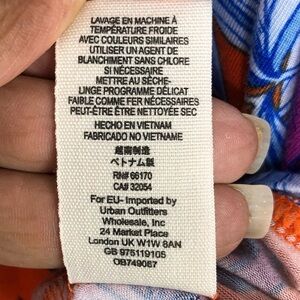 LAVAGE EN MACHINE À
TEMPÉRATURE FROIDE
AVEC COULEURS SIMILAIRES
UTILISER UN AGENT DE
BLANCHIMENT SANS CHLORE
SI NÉCESSAIRE
METTRE AU SÈCHE-
LINGE PROGRAMME DÉLICAT
FAIBLE COMME FER NÉCESSAIRES
PEUT-ÊTRE ÊTRE NETTOYÉE SEC
HECHO EN VIETNAM
FABRICADO NO VIETNAME
越南制造
ベトナム製
RN# 66170
CA# 32054
For EU- Imported by
Urban Outfitters
Wholesale, Inc
24 Market Place
London UK W1W 8AN
GB 975119105
OB749087